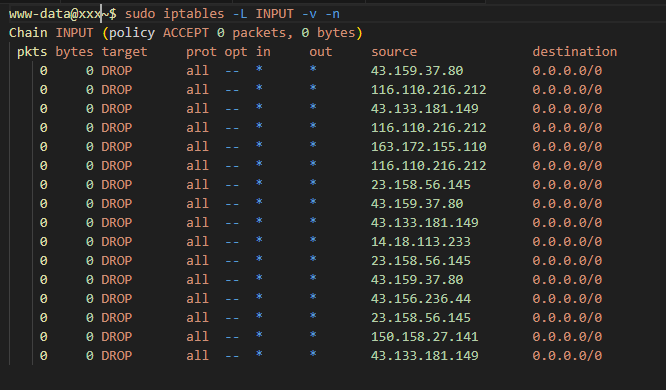 www-data@xxx~$ sudo iptables -L INPUT -v -n
Chain INPUT (policy ACCEPT 0 packets, 0 bytes)
pkts bytes target prot opt in out source destination
0 0 DROP all -- * * 43.159.37.80 0.0.0.0/0
0 0 DROP all -- * * 116.110.216.212 0.0.0.0/0
0 0 DROP all -- * * 43.133.181.149 0.0.0.0/0
0 0 DROP all -- * * 116.110.216.212 0.0.0.0/0
0 0 DROP all -- * * 163.172.155.110 0.0.0.0/0
0 0 DROP all -- * * 116.110.216.212 0.0.0.0/0
0 0 DROP all -- * * 23.158.56.145 0.0.0.0/0
0 0 DROP all -- * * 43.159.37.80 0.0.0.0/0
0 0 DROP all -- * * 43.133.181.149 0.0.0.0/0
0 0 DROP all -- * * 14.18.113.233 0.0.0.0/0
0 0 DROP all -- * * 23.158.56.145 0.0.0.0/0
0 0 DROP all -- * * 43.159.37.80 0.0.0.0/0
0 0 DROP all -- * * 43.156.236.44 0.0.0.0/0
0 0 DROP all -- * * 23.158.56.145 0.0.0.0/0
0 0 DROP all -- * * 150.158.27.141 0.0.0.0/0
0 0 DROP all -- * * 43.133.181.149 0.0.0.0/0